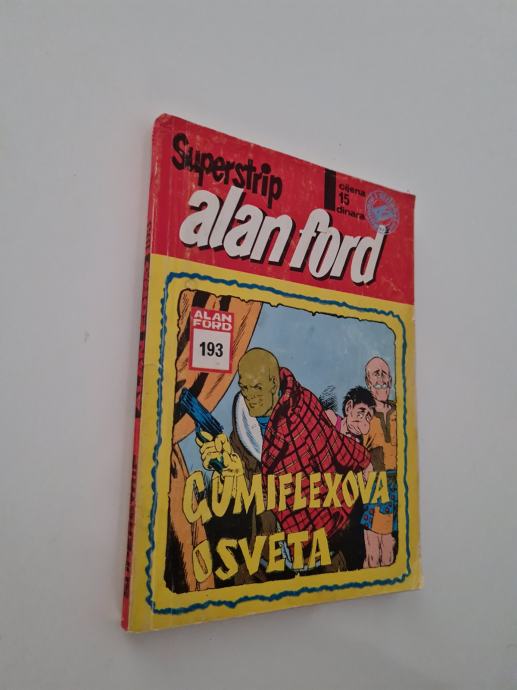 Superstrip
cijena
15
dinara
alan ford
ALAN
FORD
193
GUMIFLEXOVA
OSVETA